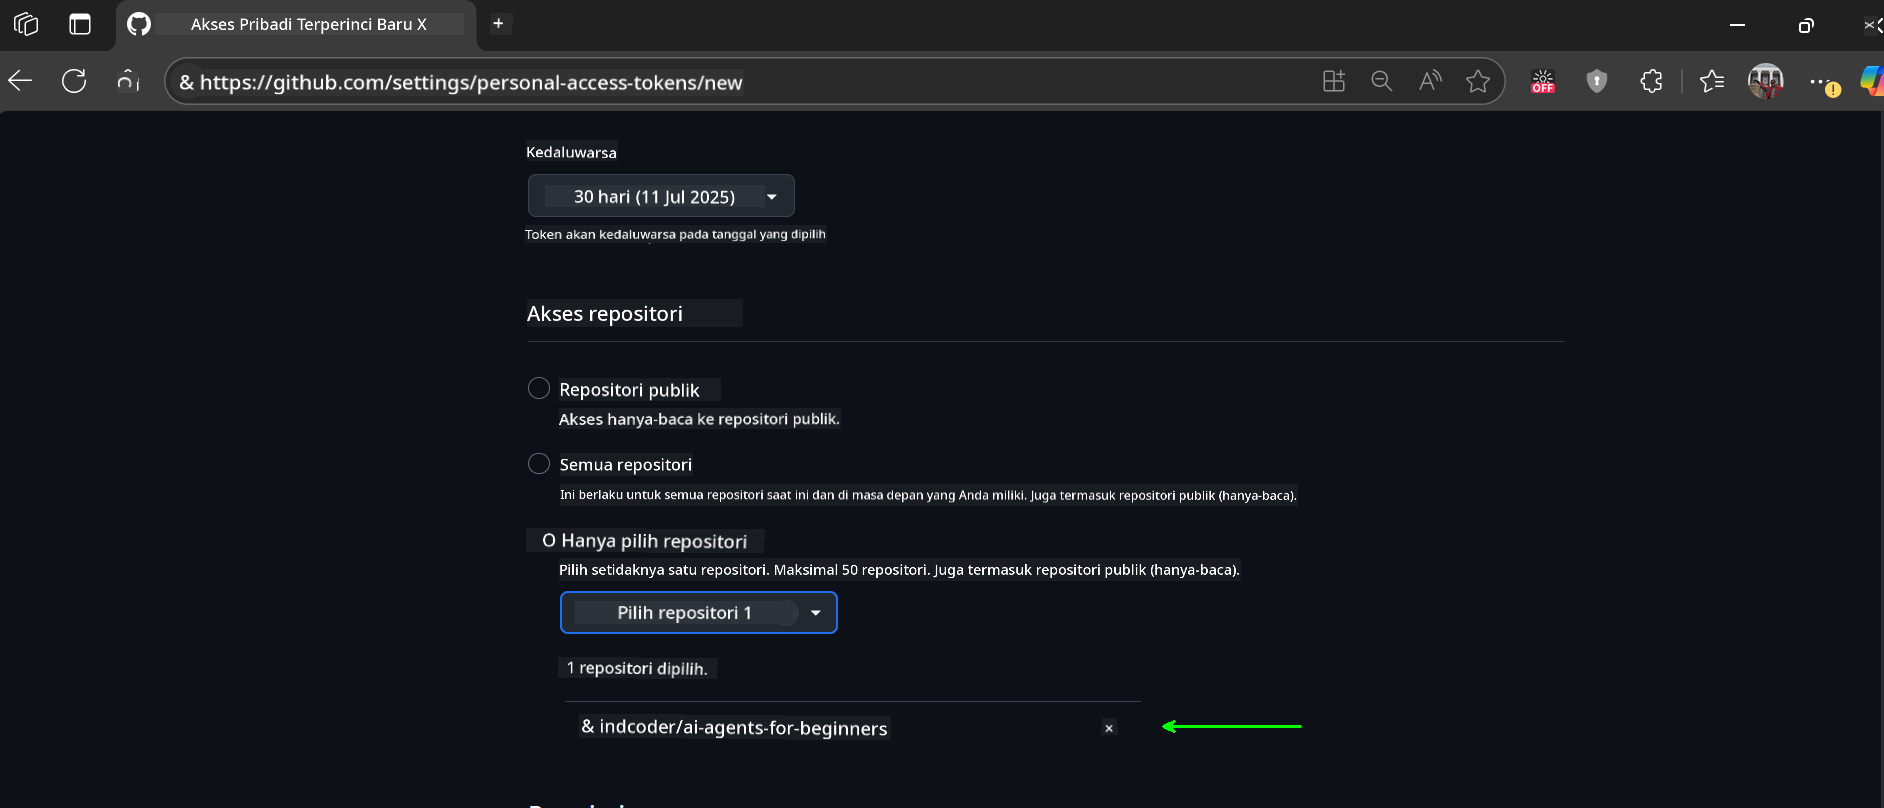 Akses Pribadi Terperinci Baru X
+
& https://github.com/settings/personal-access-tokens/new
OFF
Kedaluwarsa
30 hari (11 Jul 2025)
Token akan kedaluwarsa pada tanggal yang dipilih
Akses repositori
Repositori publik
Akses hanya-baca ke repositori publik.
Semua repositori
Ini berlaku untuk semua repositori saat ini dan di masa depan yang Anda miliki. Juga termasuk repositori publik (hanya-baca).
O Hanya pilih repositori
Pilih setidaknya satu repositori. Maksimal 50 repositori. Juga termasuk repositori publik (hanya-baca).
Pilih repositori 1
1 repositori dipilih.
& indcoder/ai-agents-for-beginners
×